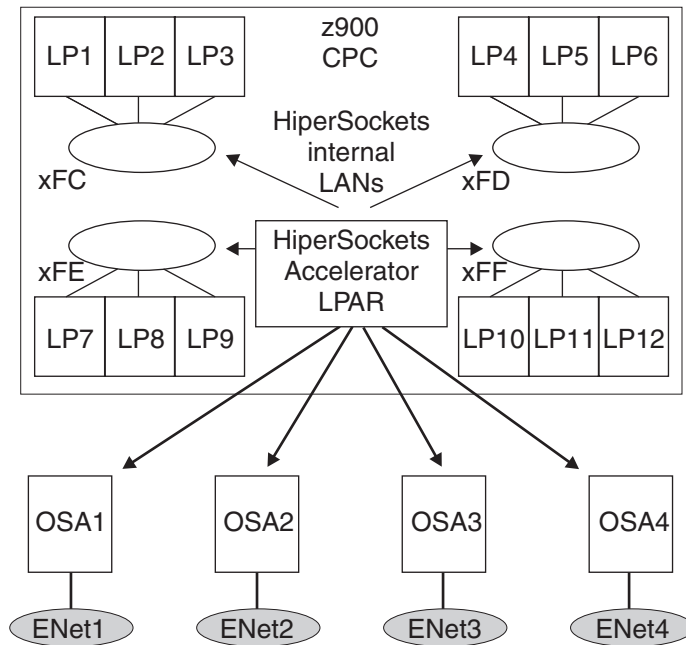 LP1 LP2 LP3
z900
CPC
LP4 LP5 LP6
HiperSockets
internal
LANs
xFC
xFD
HiperSockets
Accelerator
LPAR
xFE
xFF
LP7 LP8 LP9
LP10 LP11 LP12
OSA1 OSA2 OSA3 OSA4
ENet1 ENet2 ENet3 ENet4